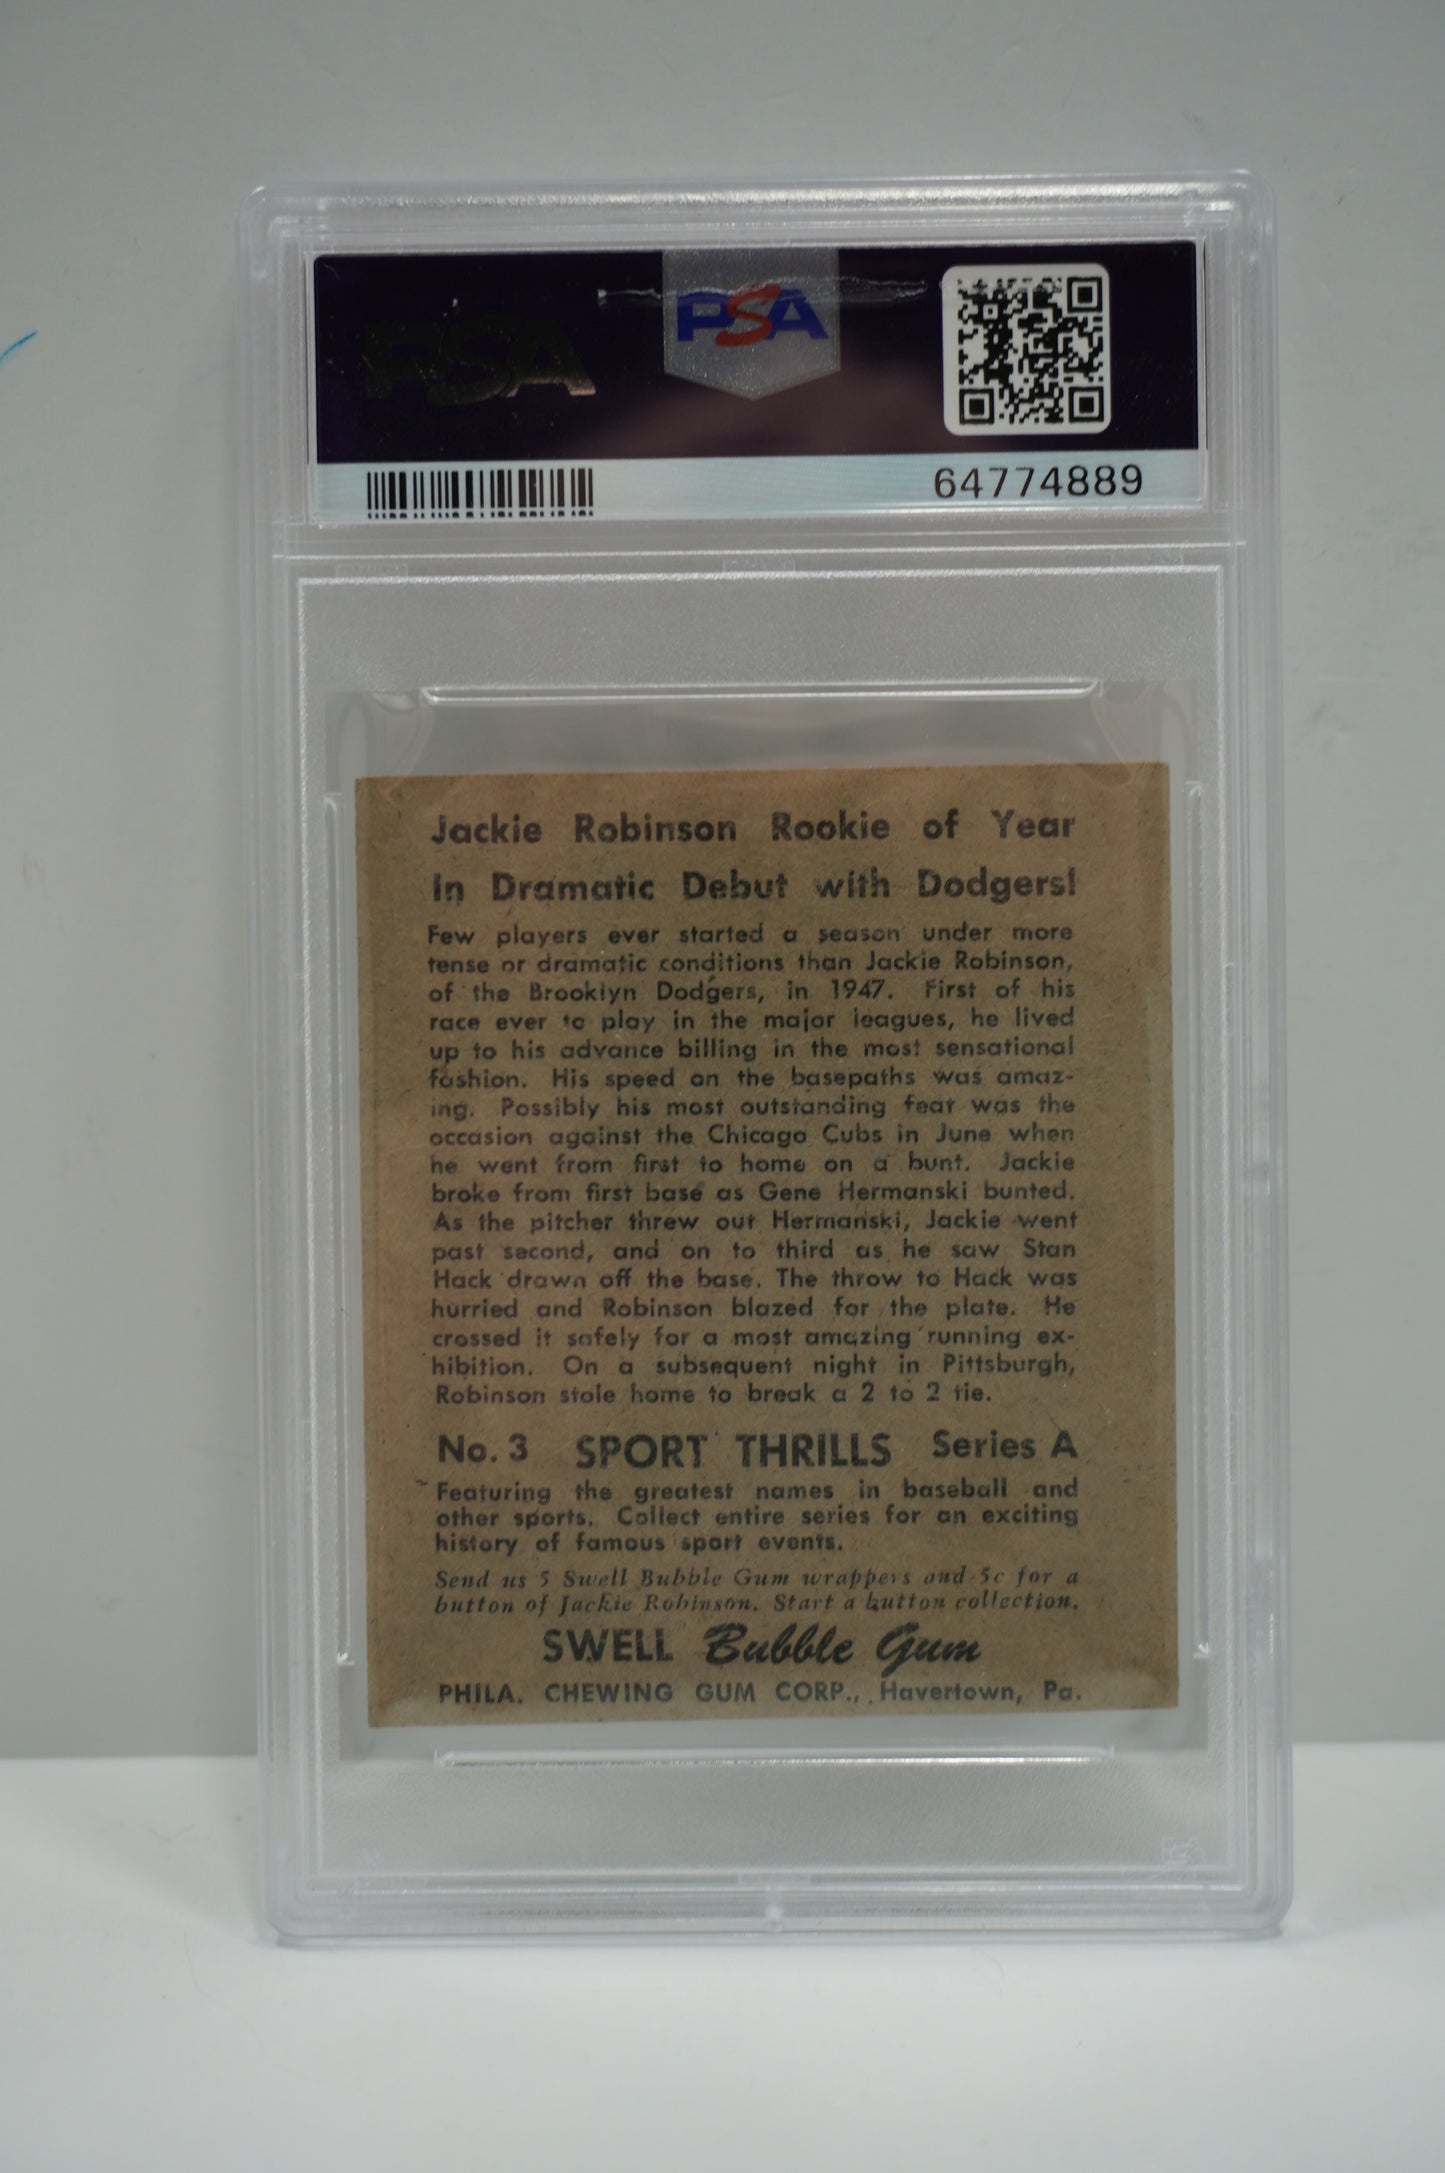 PSA
PSA
64774889
Jackie Robinson Rookie of Year
In Dramatic Debut with Dodgers!
Few players ever started a season under more
tense or dramatic conditions than Jackie Robinson,
of the Brooklyn Dodgers, in 1947. First of his
race ever to play in the major leagues, he lived
up to his advance billing in the most sensational
fashion. His speed on the basepaths was amaz-
ing. Possibly his most outstanding feat was the
occasion against the Chicago Cubs in June when
he went from first to home on a bunt. Jackie
broke from first base as Gene Hermanski bunted.
As the pitcher threw out Hermanski, Jackie went
past second, and on to third as he saw Stan
Hack drawn off the base. The throw to Hack was
hurried and Robinson blazed for the plate. He
crossed it safely for a most amazing running ex-
hibition. On a subsequent night in Pittsburgh,
Robinson stole home to break a 2 to 2 tie.
No. 3 SPORT THRILLS Series A
Featuring the greatest names in baseball and
other sports. Collect entire series for an exciting
history of famous sport events.
Send us 5 Swell Bubble Gum wrappers and 5c for a
button of Jackie Robinson. Start a button collection.
SWELL Bubble Gum
PHILA. CHEWING GUM CORP., Havertown, Pa.